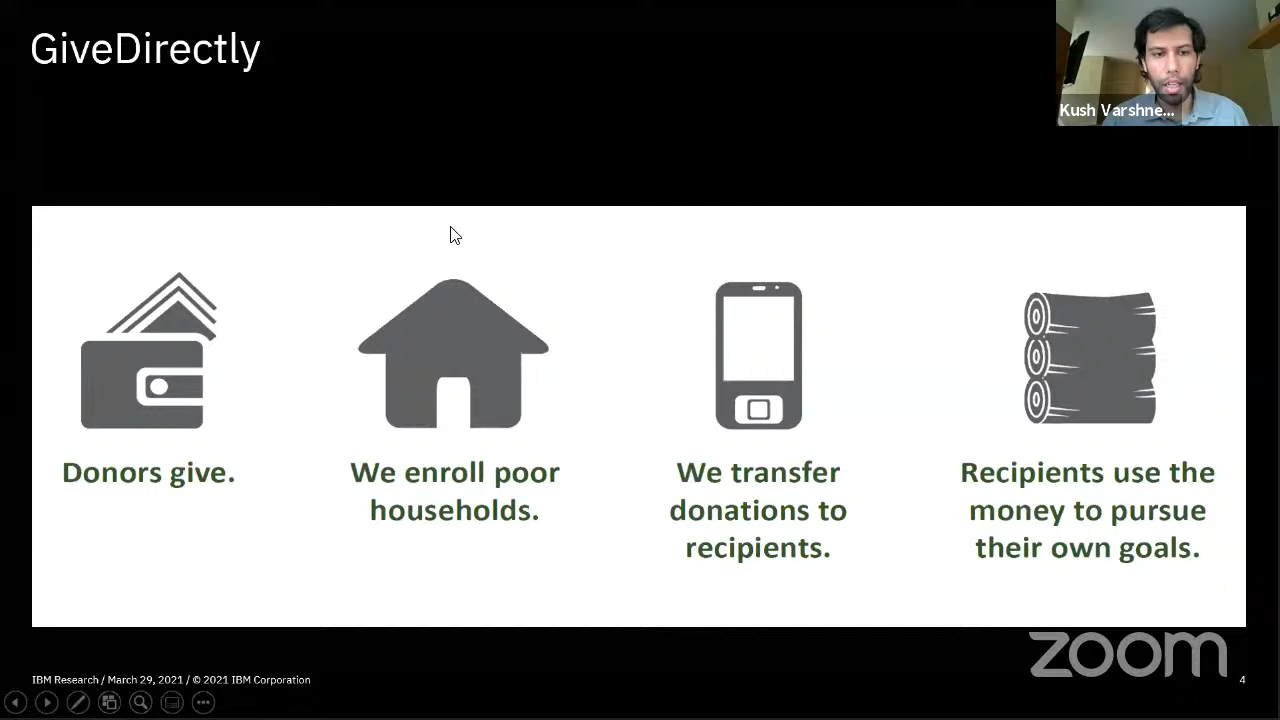 GiveDirectly
Kush Varshne...
Donors give.
We enroll poor
households.
We transfer
donations to
recipients.
Recipients use the
money to pursue
their own goals.
zoom
IBM Research / March 29, 2021 / © 2021 IBM Corporation
4